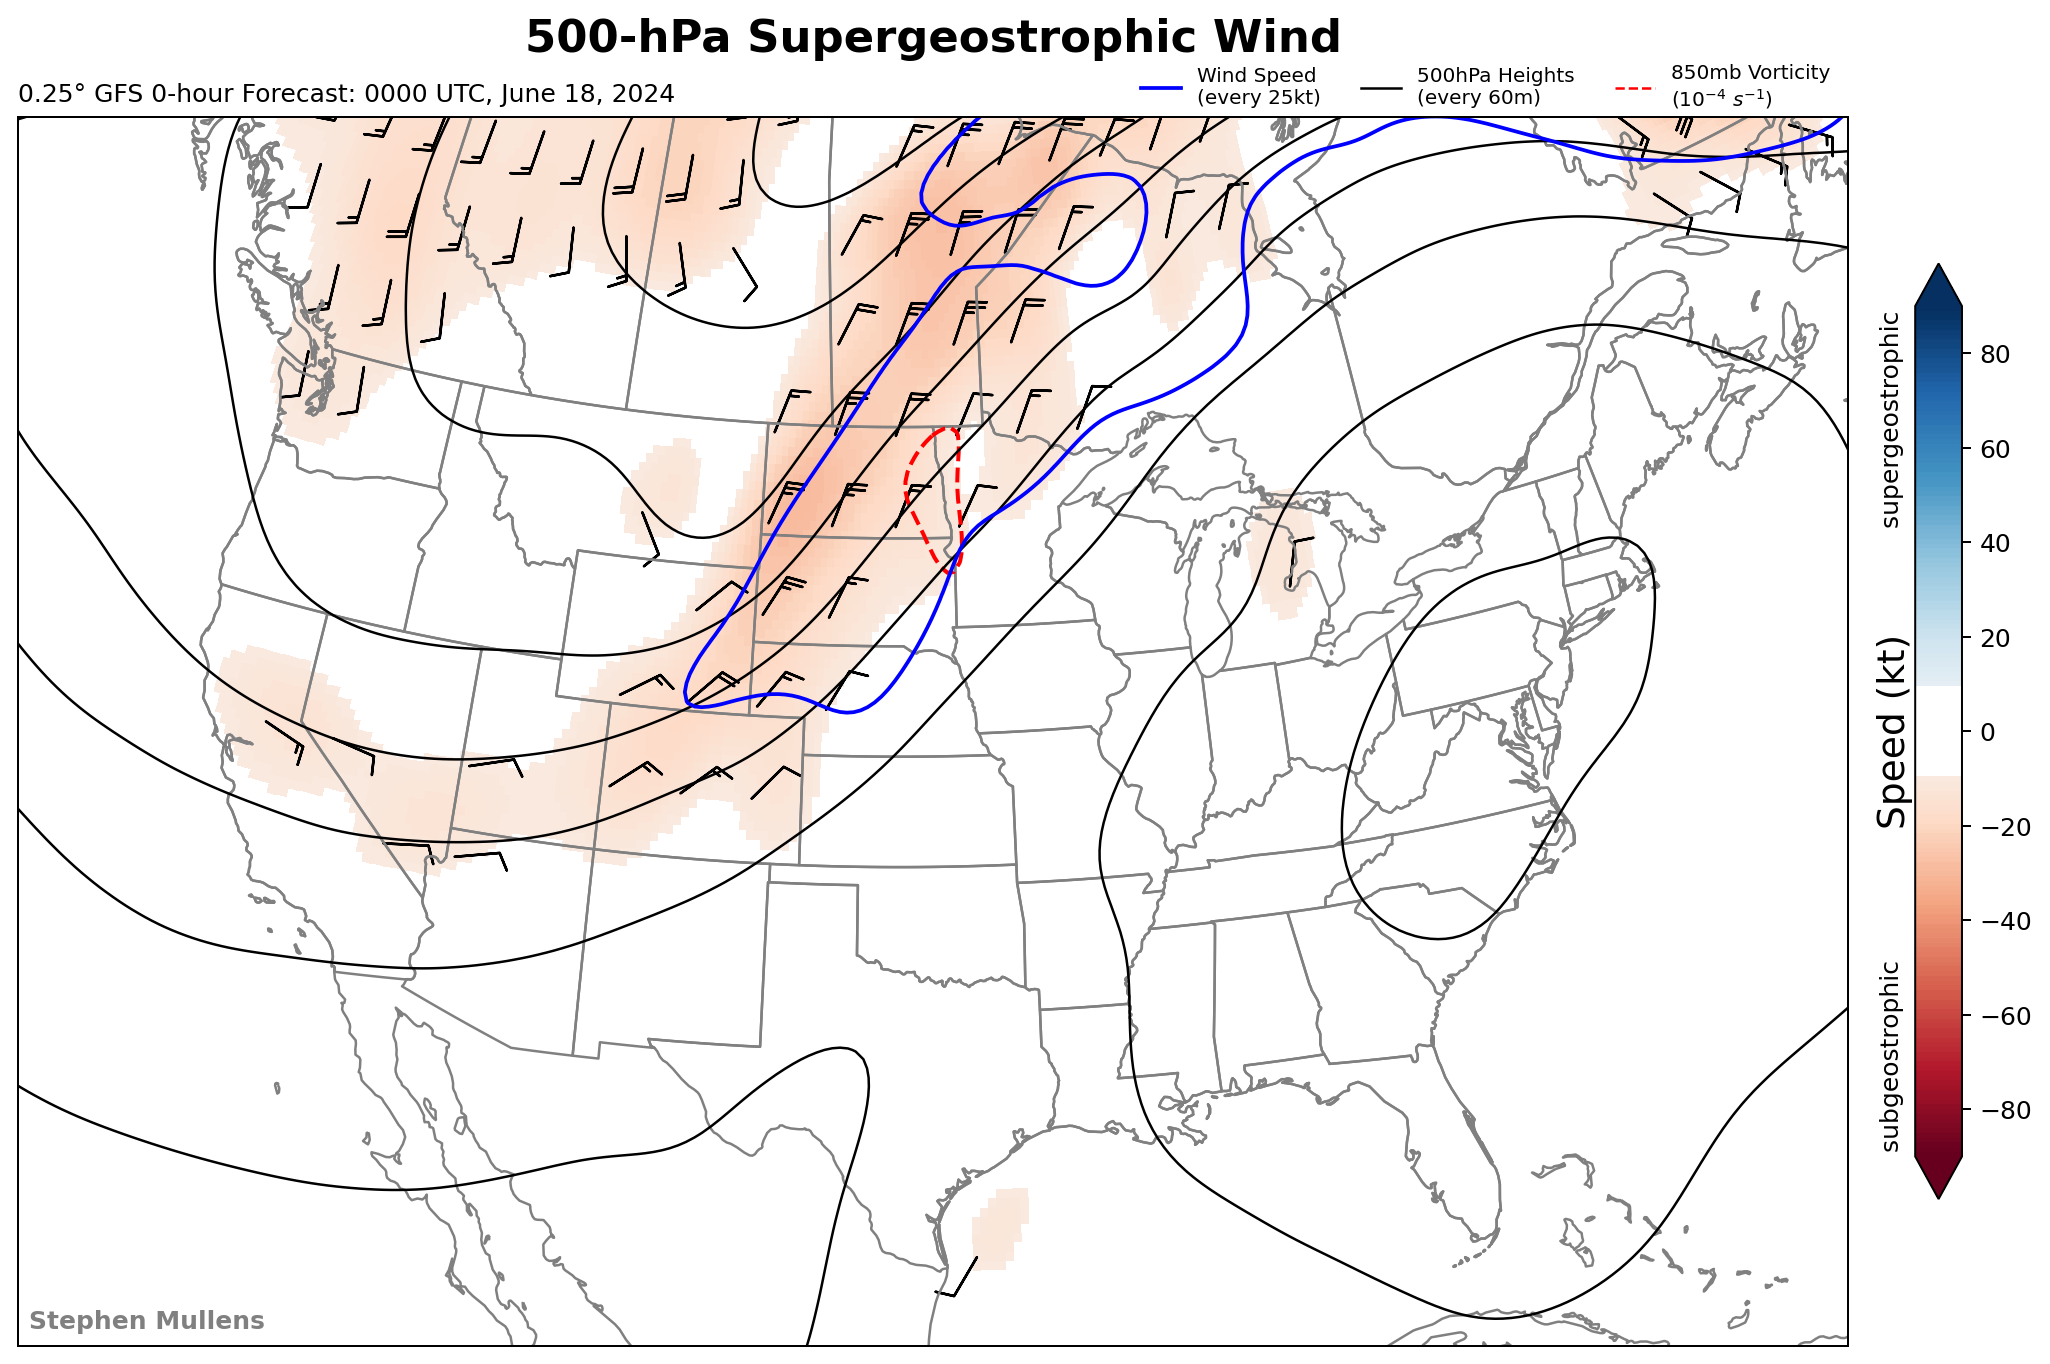 500-hPa Supergeostrophic Wind
0.25° GFS 0-hour Forecast: 0000 UTC, June 18, 2024
Wind Speed
(every 25kt)
500hPa Heights
(every 60m)
850mb Vorticity
(10⁻⁴ s⁻¹)
supergeostrophic
Speed (kt)
subgeostrophic
80
60
40
20
0
−20
−40
−60
−80
Stephen Mullens